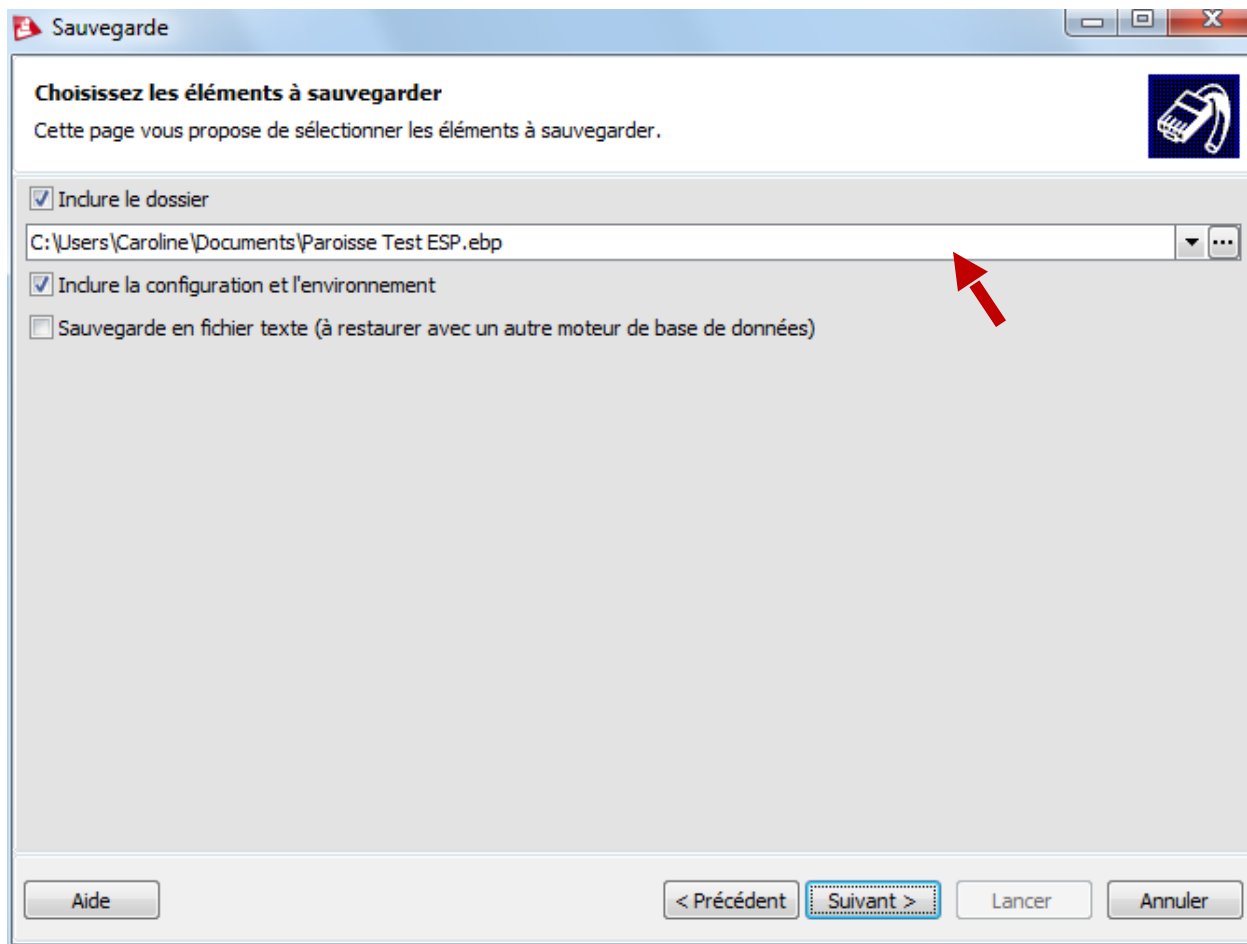 Sauvegarde
Choisissez les éléments à sauvegarder
Cette page vous propose de sélectionner les éléments à sauvegarder.
Inclure le dossier
C:\Users\Caroline\Documents\Paroisse Test ESP.ebp
Inclure la configuration et l'environnement
Sauvegarde en fichier texte (à restaurer avec un autre moteur de base de données)
Aide
< Précédent
Suivant >
Lancer
Annuler